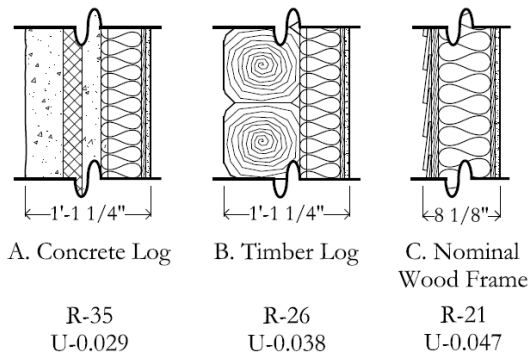 1'-1 1/4"
1'-1 1/4"
8 1/8"
A. Concrete Log
B. Timber Log
C. Nominal
Wood Frame
R-35
U-0.029
R-26
U-0.038
R-21
U-0.047